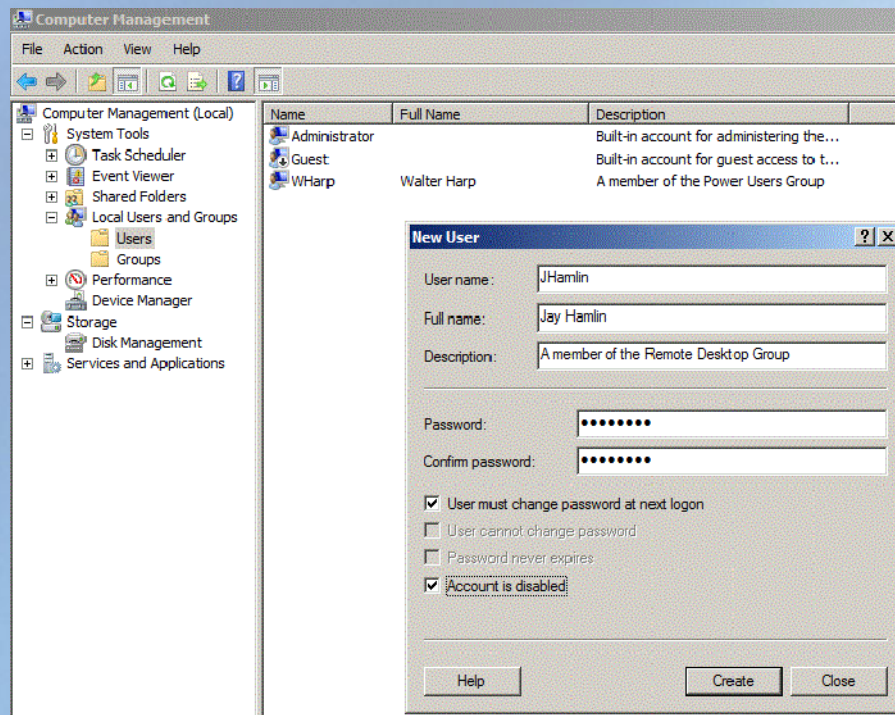 Computer Management
File Action View Help
Computer Management (Local)
System Tools
Task Scheduler
Event Viewer
Shared Folders
Local Users and Groups
Users
Groups
Performance
Device Manager
Storage
Disk Management
Services and Applications
Name Full Name Description
Administrator Built-in account for administering the...
Guest Built-in account for guest access to t...
WHarp Walter Harp A member of the Power Users Group
New User
User name: JHamlin
Full name: Jay Hamlin
Description: A member of the Remote Desktop Group
Password: ••••••••
Confirm password: ••••••••
User must change password at next logon
User cannot change password
Password never expires
Account is disabled
Help Create Close